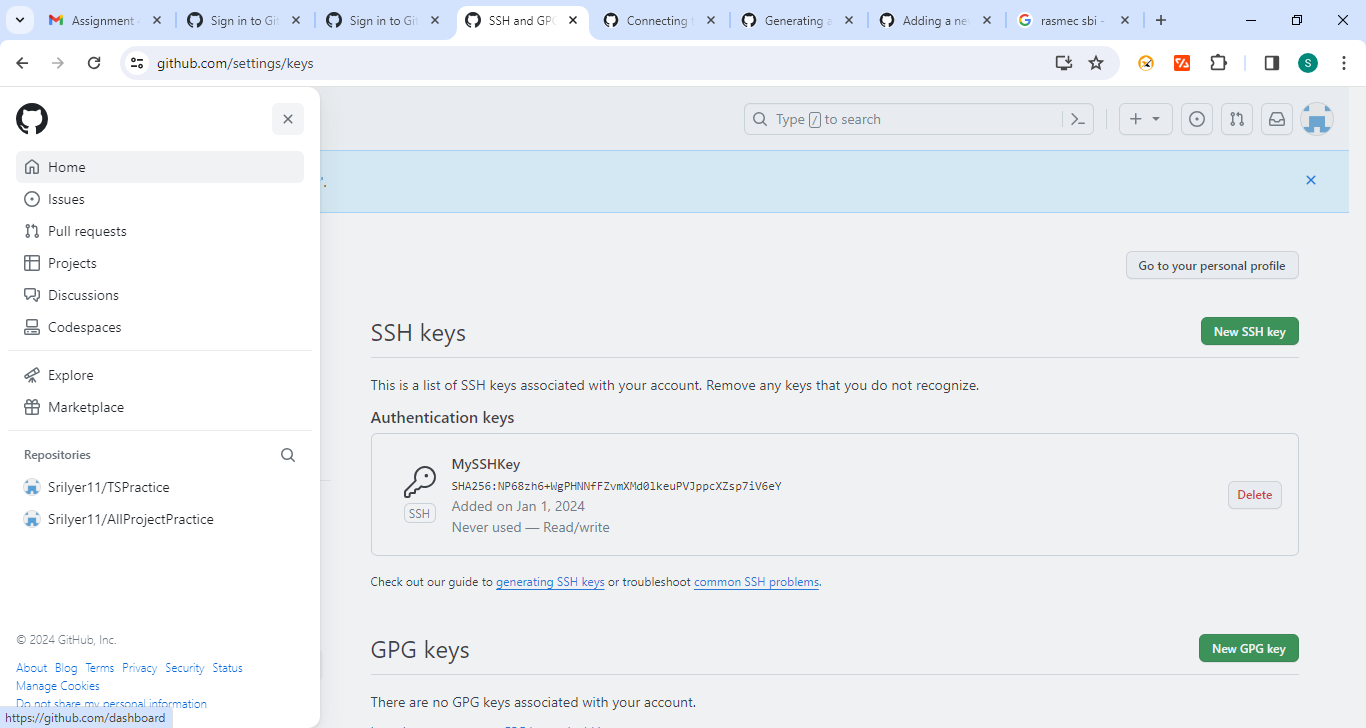 Assignment
Sign in to Git
Sign in to Git
SSH and GPG
Connecting
Generating a
Adding a ne
rasmec sbi -
github.com/settings/keys
S
Type / to search
Home
Issues
Pull requests
Projects
Discussions
Codespaces
Explore
Marketplace
Repositories
Srilyer11/TSPractice
Srilyer11/AllProjectPractice
© 2024 GitHub, Inc.
About Blog Terms Privacy Security Status
Manage Cookies
Do not share my personal information
https://github.com/dashboard
Go to your personal profile
SSH keys
New SSH key
This is a list of SSH keys associated with your account. Remove any keys that you do not recognize.
Authentication keys
MySSHKey
SHA256:NP68zh6+WgPHNNfFZvmXMd0lkeuPVJppcXZsp7iV6eY
SSH
Added on Jan 1, 2024
Never used — Read/write
Delete
Check out our guide to generating SSH keys or troubleshoot common SSH problems.
GPG keys
New GPG key
There are no GPG keys associated with your account.